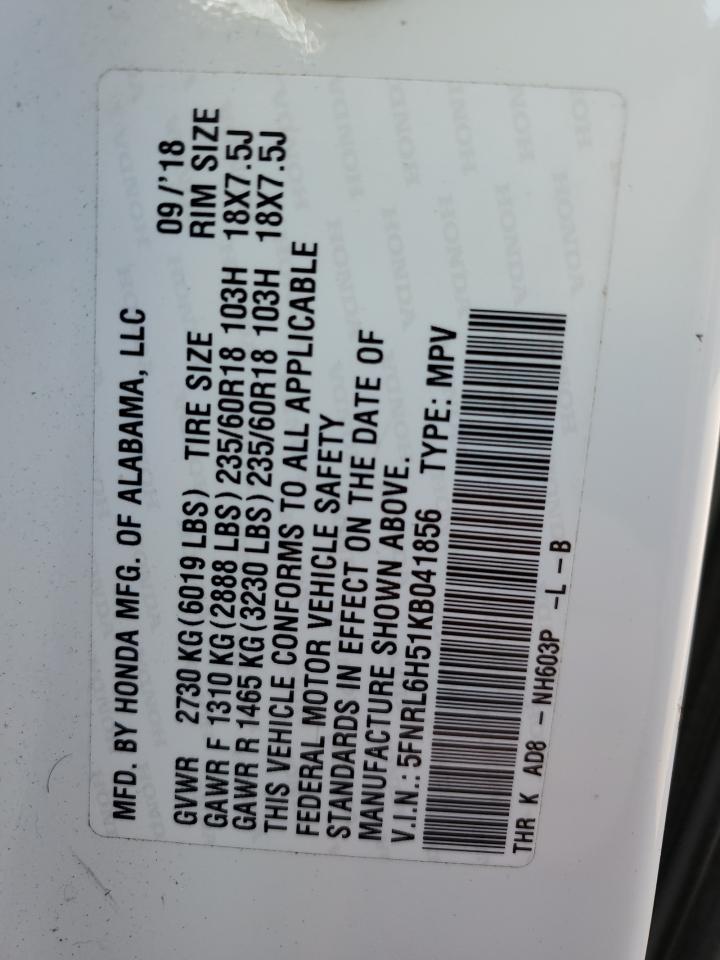 MFD. BY HONDA MFG. OF ALABAMA, LLC 09/'18
GVWR 2730 KG(6019 LBS) TIRE SIZE RIM SIZE
GAWR F 1310 KG(2888 LBS)235/60R18 103H 18X7.5J
GAWR R 1465 KG(3230 LBS)235/60R18 103H 18X7.5J
THIS VEHICLE CONFORMS TO ALL APPLICABLE
FEDERAL MOTOR VEHICLE SAFETY
STANDARDS IN EFFECT ON THE DATE OF
MANUFACTURE SHOWN ABOVE.
V.I.N.:5FNRL6H51KB041856 TYPE: MPV
THR K AD8 - NH603P -L -B